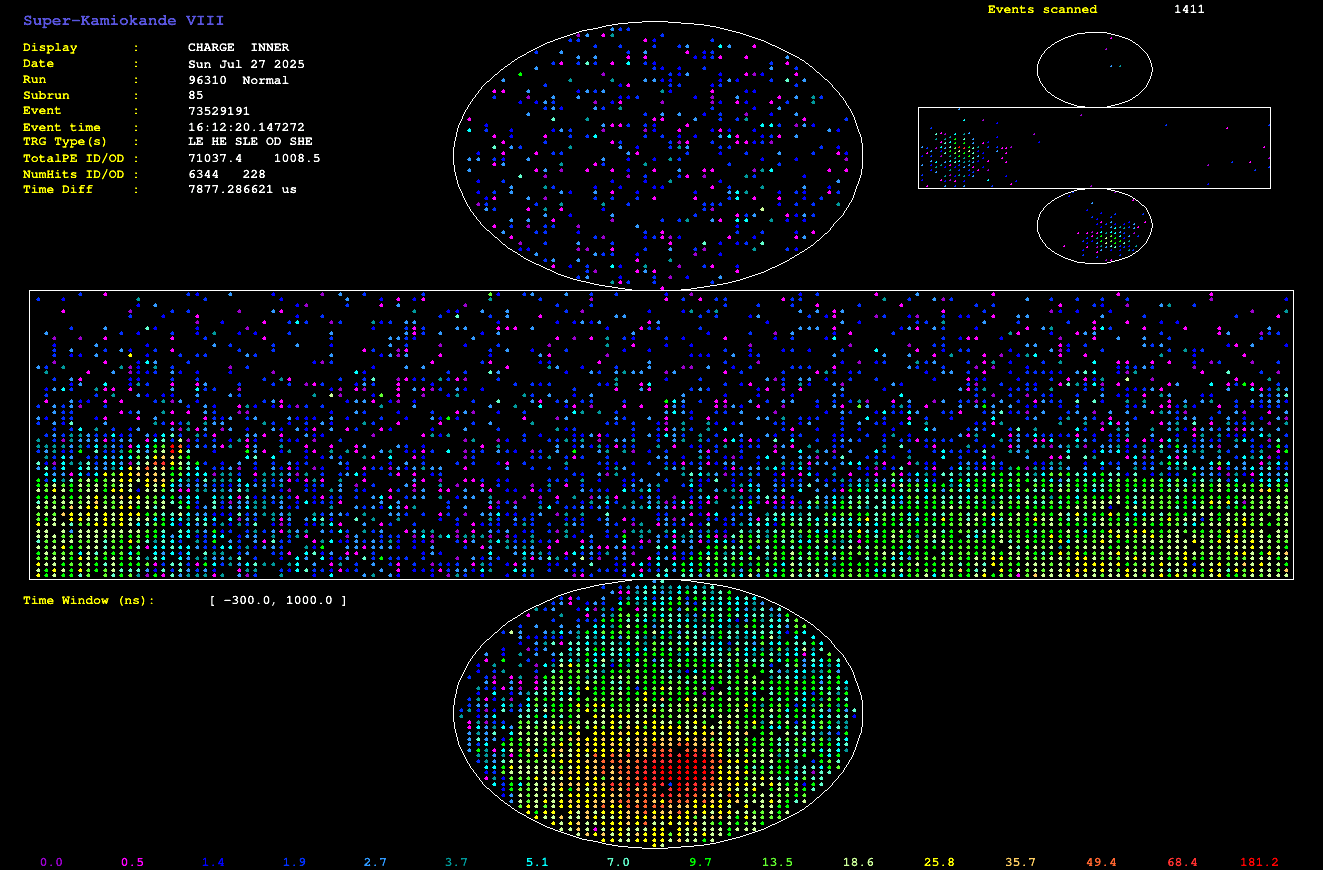 Super-Kamiokande VIII
Display : CHARGE INNER
Date : Sun Jul 27 2025
Run : 96310 Normal
Subrun : 85
Event : 73529191
Event time : 16:12:20.147272
TRG Type(s) : LE HE SLE OD SHE
TotalPE ID/OD : 71037.4 1008.5
NumHits ID/OD : 6344 228
Time Diff : 7877.286621 us
Events scanned 1411
Time Window (ns): [ -300.0, 1000.0 ]
0.0 0.5 1.4 1.9 2.7 3.7 5.1 7.0 9.7 13.5 18.6 25.8 35.7 49.4 68.4 181.2